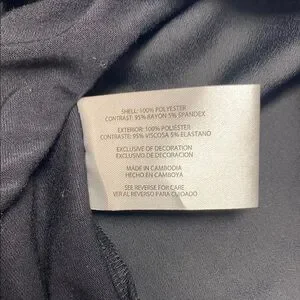 SHELL: 100% POLYESTER
CONTRAST: 95% RAYON 5% SPANDEX
EXTERIOR: 100% POLIÉSTER
CONTRASTE: 95% VISCOSA 5% ELASTANO
EXCLUSIVE OF DECORATION
EXCLUSIVO DE DECORACION
MADE IN CAMBODIA
HECHO EN CAMBOYA
SEE REVERSE FOR CARE
VER AL REVERSO PARA CUIDADO